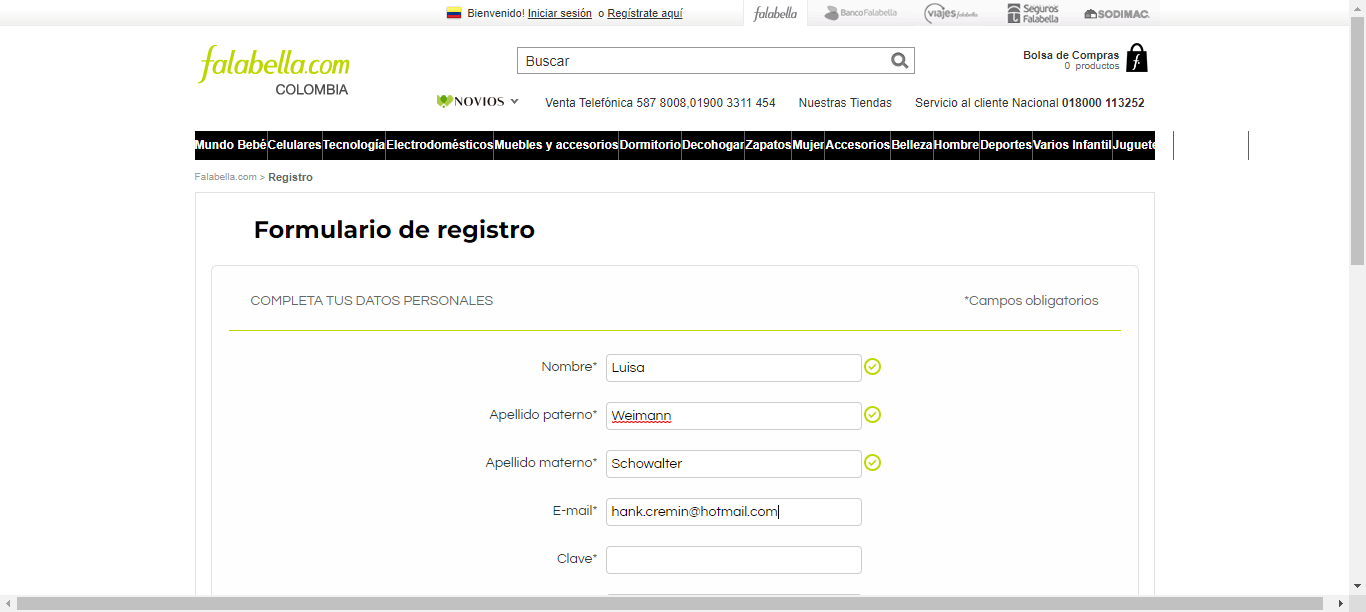 Bienvenido! Iniciar sesión o Regístrate aquí
falabella
BancoFalabella
viajes falabella
Seguros Falabella
SODIMAC
falabella.com
COLOMBIA
Buscar
Bolsa de Compras
0 productos
NOVIOS
Venta Telefónica 587 8008,01900 3311 454
Nuestras Tiendas
Servicio al cliente Nacional 018000 113252
Mundo Bebé Celulares Tecnología Electrodomésticos Muebles y accesorios Dormitorio Decohogar Zapatos Mujer Accesorios Belleza Hombre Deportes Varios Infantil Juguete
Falabella.com > Registro
Formulario de registro
COMPLETA TUS DATOS PERSONALES
*Campos obligatorios
Nombre* Luisa
Apellido paterno* Weimann
Apellido materno* Schowalter
E-mail* hank.cremin@hotmail.com
Clave*